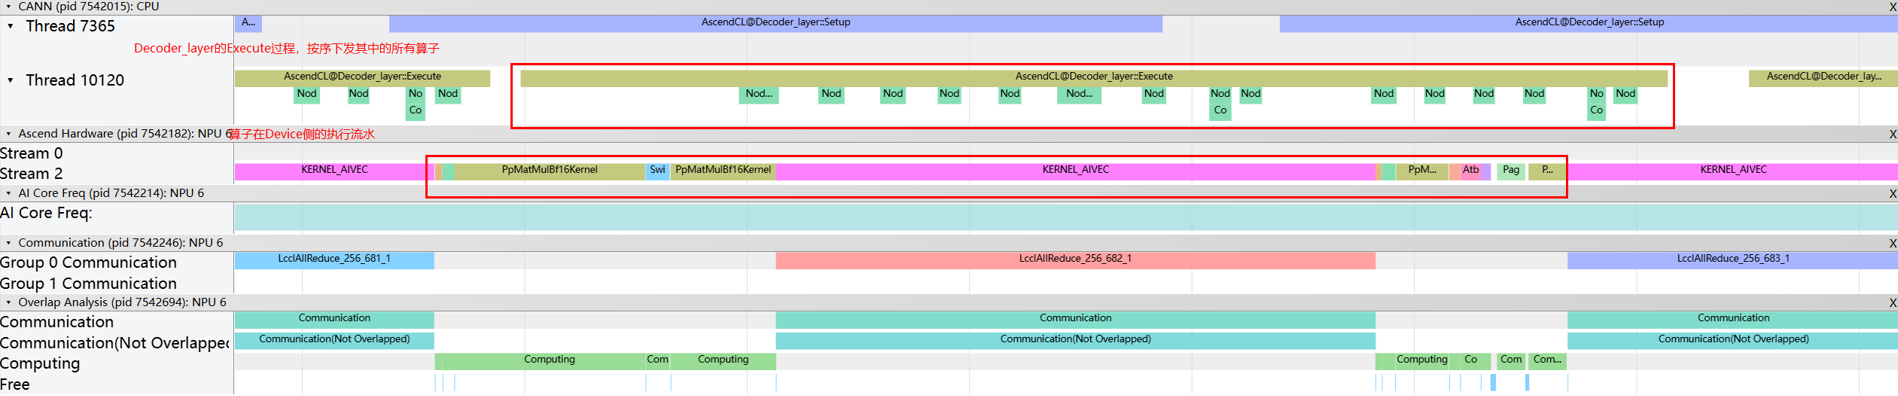 CANN (pid 7542015): CPU X
Thread 7365 A... AscendCL@Decoder_layer::Setup AscendCL@Decoder_layer::Setup
Decoder_layer的Execute过程，按序下发其中的所有算子
Thread 10120 AscendCL@Decoder_layer::Execute AscendCL@Decoder_layer::Execute AscendCL@Decoder_lay...
Nod Nod No Nod Nod... Nod Nod Nod Nod Nod... Nod Nod Nod Nod Nod Nod Nod No Nod
Co Co Co
Ascend Hardware (pid 7542182): NPU 6 算子在Device侧的执行流水 X
Stream 0
Stream 2 KERNEL_AIVEC PpMatMulBf16Kernel Swi PpMatMulBf16Kernel KERNEL_AIVEC PpM... Atb Pag P... KERNEL_AIVEC
AI Core Freq (pid 7542214): NPU 6 X
AI Core Freq:
Communication (pid 7542246): NPU 6 X
Group 0 Communication LcclAllReduce_256_681_1 LcclAllReduce_256_682_1 LcclAllReduce_256_683_1
Group 1 Communication
Overlap Analysis (pid 7542694): NPU 6 X
Communication Communication Communication Communication
Communication(Not Overlapped Communication(Not Overlapped) Communication(Not Overlapped) Communication(Not Overlapped)
Computing Computing Com Computing Computing Co Com Com...
Free